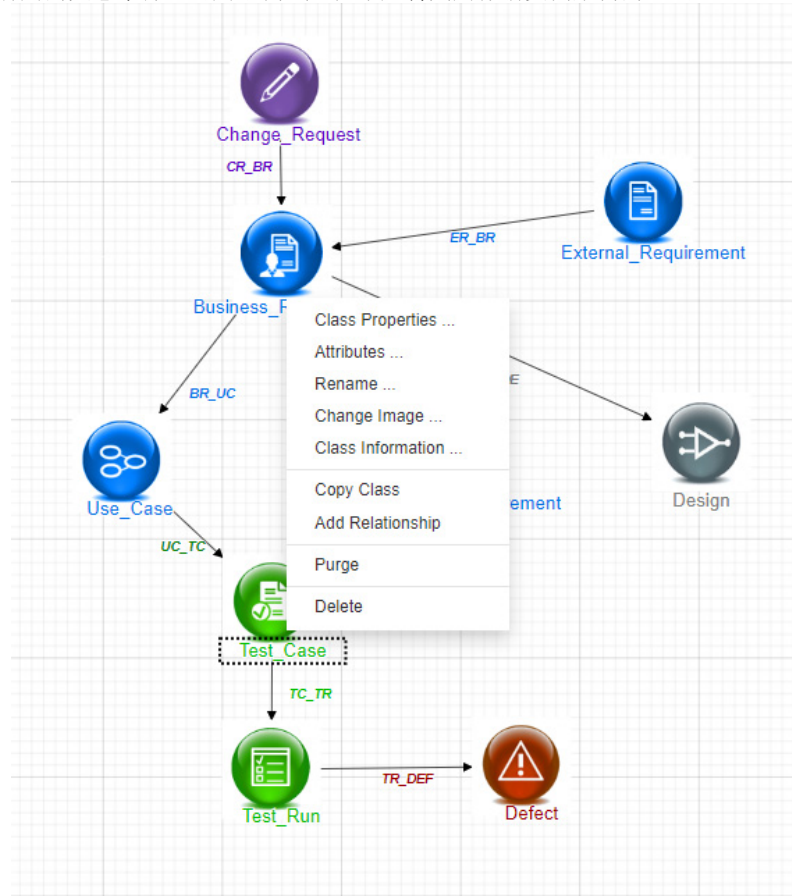 Change_Request
CR_BR
ER_BR
External_Requirement
Business_R
Class Properties ...
Attributes ...
Rename ...
Change Image ...
Class Information ...
Copy Class
Add Relationship
Purge
Delete
E
BR_UC
ement
Design
Use_Case
UC_TC
Test_Case
TC_TR
TR_DEF
Test_Run
Defect